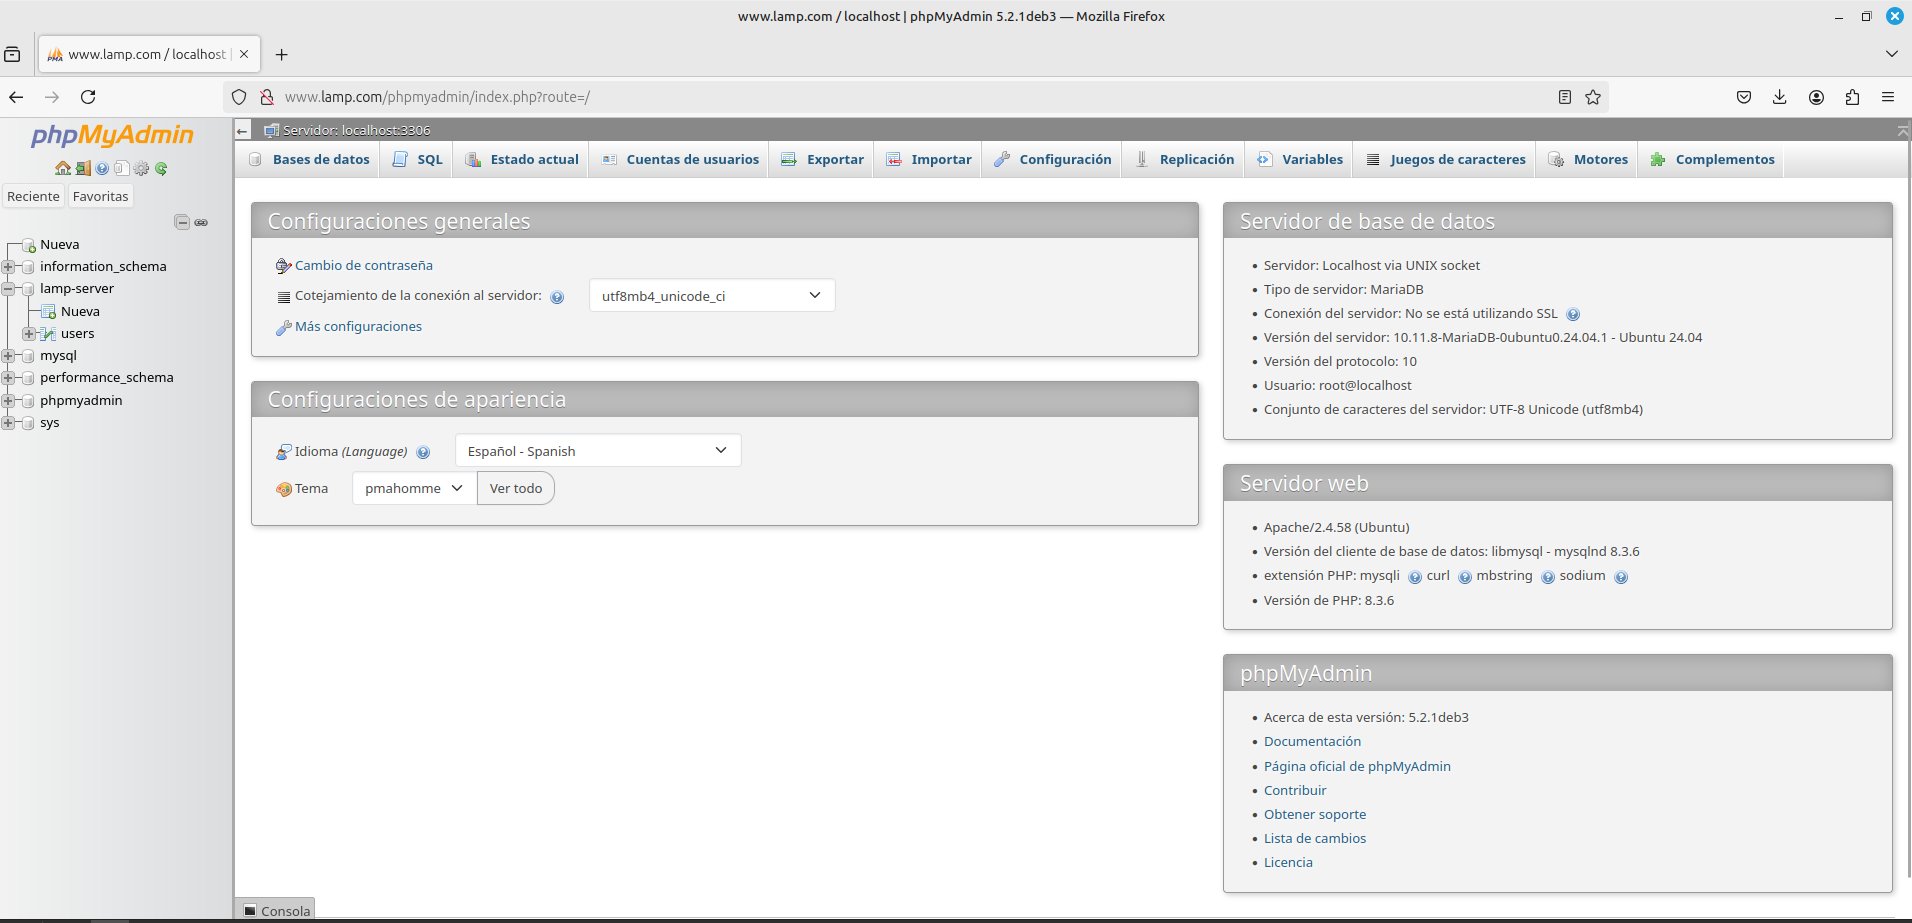 www.lamp.com / localhost | phpMyAdmin 5.2.1deb3 — Mozilla Firefox
www.lamp.com / localhost |
www.lamp.com/phpmyadmin/index.php?route=/
phpMyAdmin
Reciente Favoritas
Nueva
information_schema
lamp-server
Nueva
users
mysql
performance_schema
phpmyadmin
sys
Servidor: localhost:3306
Bases de datos SQL Estado actual Cuentas de usuarios Exportar Importar Configuración Replicación Variables Juegos de caracteres Motores Complementos
Configuraciones generales
Cambio de contraseña
Cotejamiento de la conexión al servidor: utf8mb4_unicode_ci
Más configuraciones
Configuraciones de apariencia
Idioma (Language) Español - Spanish
Tema pmahomme Ver todo
Servidor de base de datos
Servidor: Localhost via UNIX socket
Tipo de servidor: MariaDB
Conexión del servidor: No se está utilizando SSL
Versión del servidor: 10.11.8-MariaDB-0ubuntu0.24.04.1 - Ubuntu 24.04
Versión del protocolo: 10
Usuario: root@localhost
Conjunto de caracteres del servidor: UTF-8 Unicode (utf8mb4)
Servidor web
Apache/2.4.58 (Ubuntu)
Versión del cliente de base de datos: libmysql - mysqlnd 8.3.6
extensión PHP: mysqli curl mbstring sodium
Versión de PHP: 8.3.6
phpMyAdmin
Acerca de esta versión: 5.2.1deb3
Documentación
Página oficial de phpMyAdmin
Contribuir
Obtener soporte
Lista de cambios
Licencia
Consola